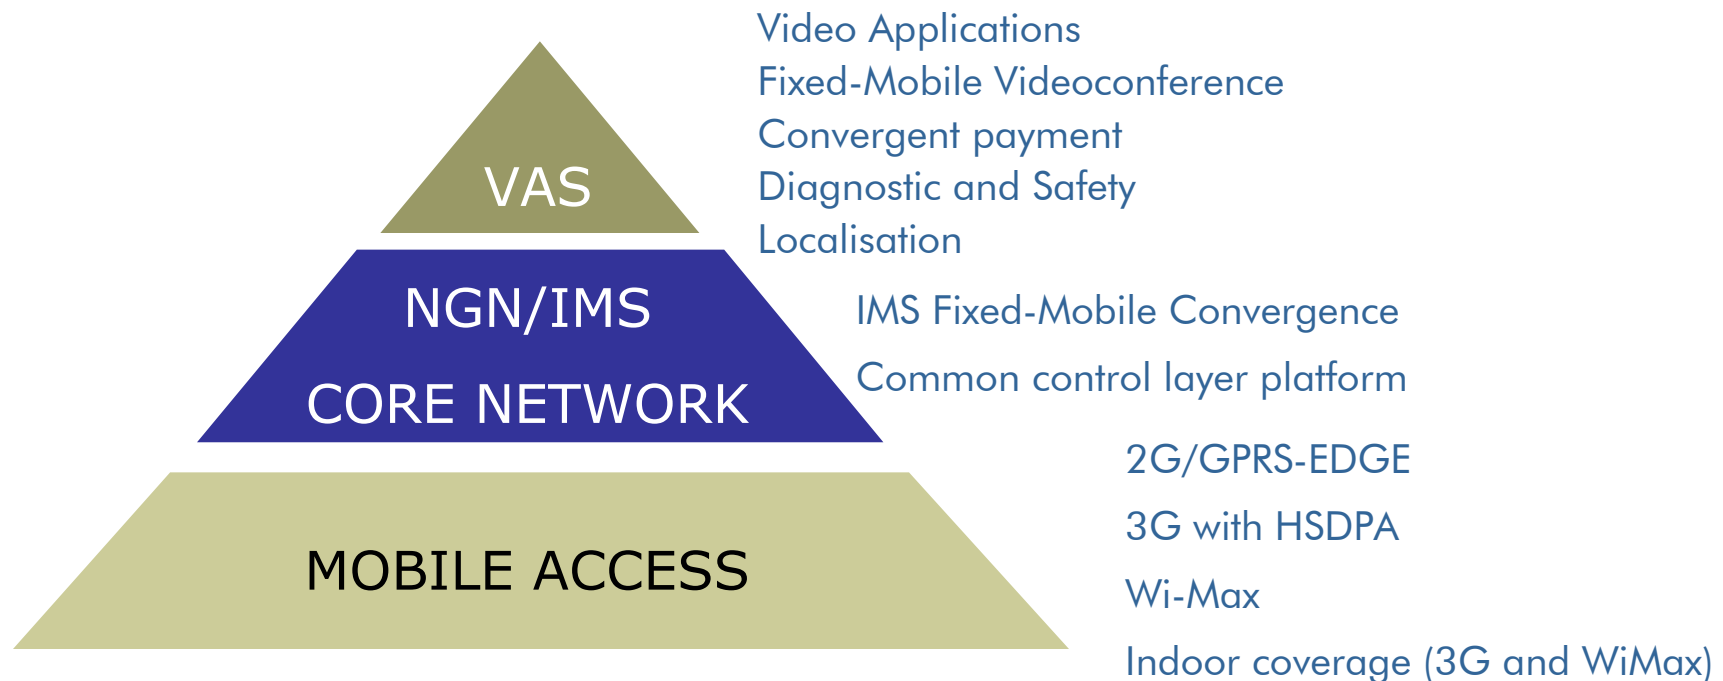 Video Applications
Fixed-Mobile Videoconference
Convergent payment
Diagnostic and Safety
Localisation
VAS
NGN/IMS
CORE NETWORK
IMS Fixed-Mobile Convergence
Common control layer platform
MOBILE ACCESS
2G/GPRS-EDGE
3G with HSDPA
Wi-Max
Indoor coverage (3G and WiMax)